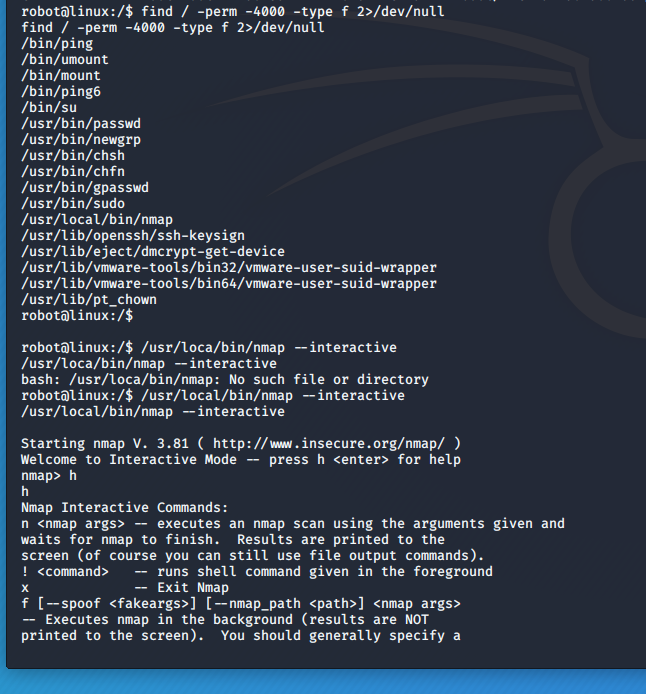 robot@linux:/$ find / -perm -4000 -type f 2>/dev/null
find / -perm -4000 -type f 2>/dev/null
/bin/ping
/bin/umount
/bin/mount
/bin/ping6
/bin/su
/usr/bin/passwd
/usr/bin/newgrp
/usr/bin/chsh
/usr/bin/chfn
/usr/bin/gpasswd
/usr/bin/sudo
/usr/local/bin/nmap
/usr/lib/openssh/ssh-keysign
/usr/lib/eject/dmcrypt-get-device
/usr/lib/vmware-tools/bin32/vmware-user-suid-wrapper
/usr/lib/vmware-tools/bin64/vmware-user-suid-wrapper
/usr/lib/pt_chown
robot@linux:/$
robot@linux:/$ /usr/loca/bin/nmap --interactive
/usr/loca/bin/nmap --interactive
bash: /usr/loca/bin/nmap: No such file or directory
robot@linux:/$ /usr/local/bin/nmap --interactive
/usr/local/bin/nmap --interactive
Starting nmap V. 3.81 ( http://www.insecure.org/nmap/ )
Welcome to Interactive Mode -- press h <enter> for help
nmap> h
h
Nmap Interactive Commands:
n <nmap args> -- executes an nmap scan using the arguments given and
waits for nmap to finish.  Results are printed to the
screen (of course you can still use file output commands).
! <command>   -- runs shell command given in the foreground
x             -- Exit Nmap
f [--spoof <fakeargs>] [--nmap_path <path>] <nmap args>
-- Executes nmap in the background (results are NOT
printed to the screen).  You should generally specify a